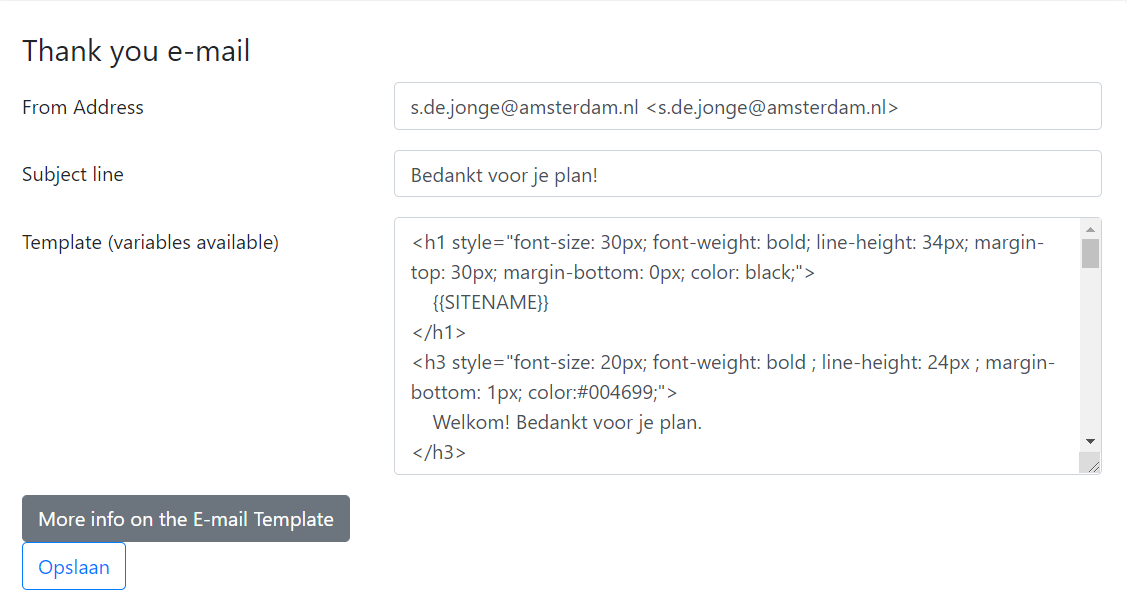 Thank you e-mail
From Address
s.de.jonge@amsterdam.nl <s.de.jonge@amsterdam.nl>
Subject line
Bedankt voor je plan!
Template (variables available)
<h1 style="font-size: 30px; font-weight: bold; line-height: 34px; margin-
top: 30px; margin-bottom: 0px; color: black;">
{{SITENAME}}
</h1>
<h3 style="font-size: 20px; font-weight: bold ; line-height: 24px ; margin-
bottom: 1px; color:#004699;">
Welkom! Bedankt voor je plan.
</h3>
More info on the E-mail Template
Opslaan